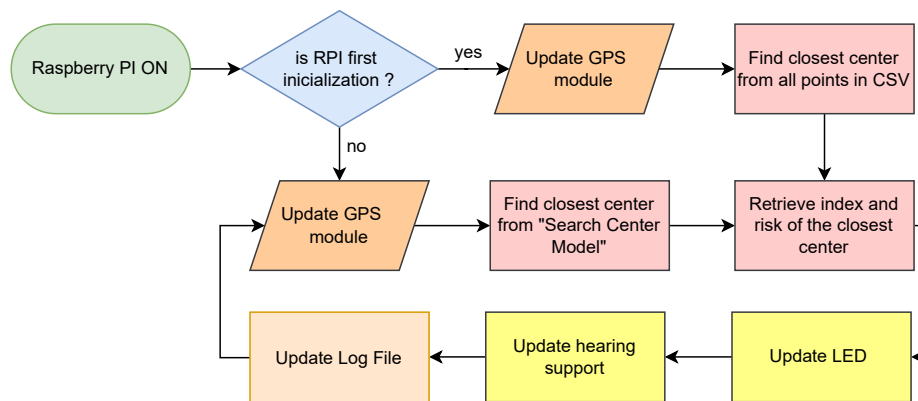 Raspberry PI ON
is RPI first
inicialization ?
yes
Update GPS
module
Find closest center
from all points in CSV
no
Update GPS
module
Find closest center
from "Search Center
Model"
Retrieve index and
risk of the closest
center
Update Log File
Update hearing
support
Update LED